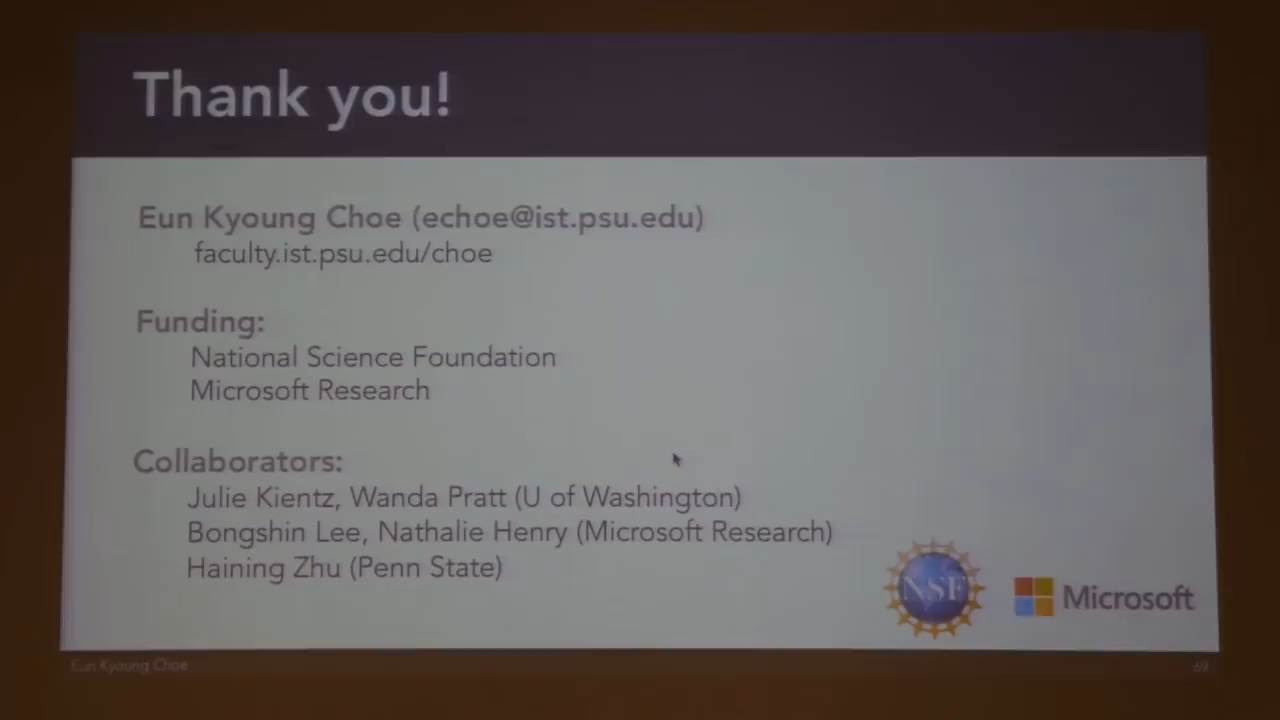 Thank you!
Eun Kyoung Choe (echoe@ist.psu.edu)
faculty.ist.psu.edu/choe
Funding:
National Science Foundation
Microsoft Research
Collaborators:
Julie Kientz, Wanda Pratt (U of Washington)
Bongshin Lee, Nathalie Henry (Microsoft Research)
Haining Zhu (Penn State)
NSF
Microsoft
Eun Kyoung Choe
69